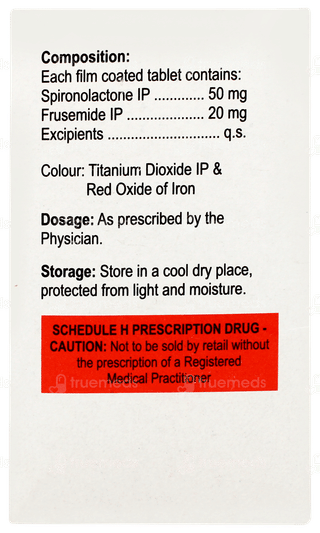 Composition:
Each film coated tablet contains:
Spironolactone IP ............. 50 mg
Frusemide IP ..................... 20 mg
Excipients ............................ q.s.
Colour: Titanium Dioxide IP &
Red Oxide of Iron
Dosage: As prescribed by the
Physician.
Storage: Store in a cool dry place,
protected from light and moisture.
SCHEDULE H PRESCRIPTION DRUG -
CAUTION: Not to be sold by retail without
the prescription of a Registered
Medical Practitioner
truemeds
truemeds